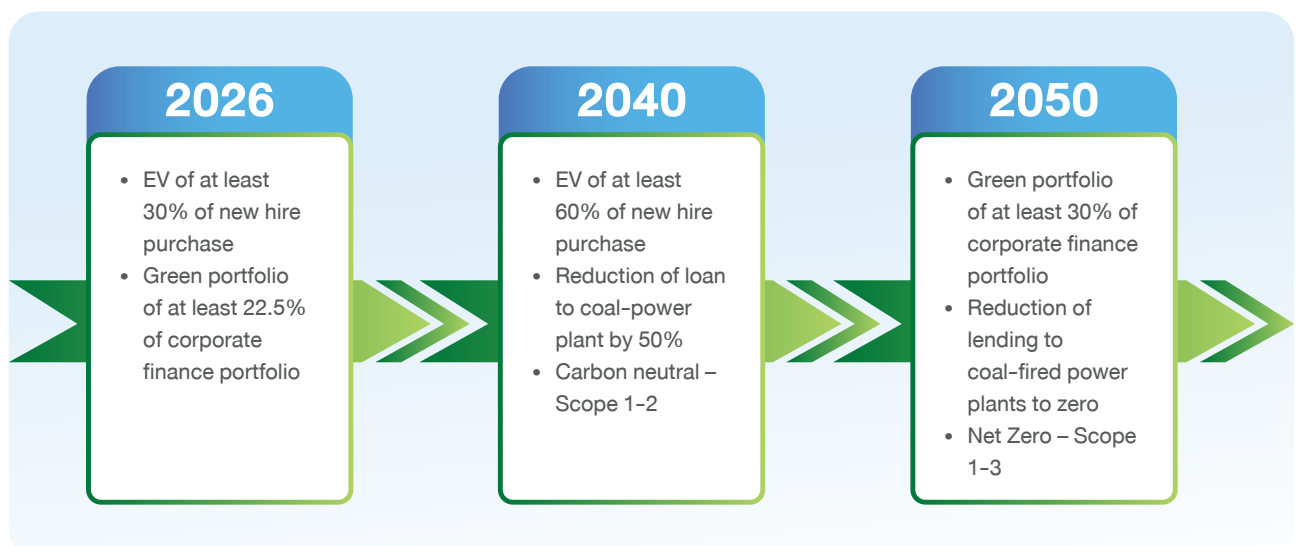 2026
• EV of at least
30% of new hire
purchase
• Green portfolio
of at least 22.5%
of corporate
finance portfolio
2040
• EV of at least
60% of new hire
purchase
• Reduction of loan
to coal-power
plant by 50%
• Carbon neutral –
Scope 1-2
2050
• Green portfolio
of at least 30% of
corporate finance
portfolio
• Reduction of
lending to
coal-fired power
plants to zero
• Net Zero – Scope
1-3